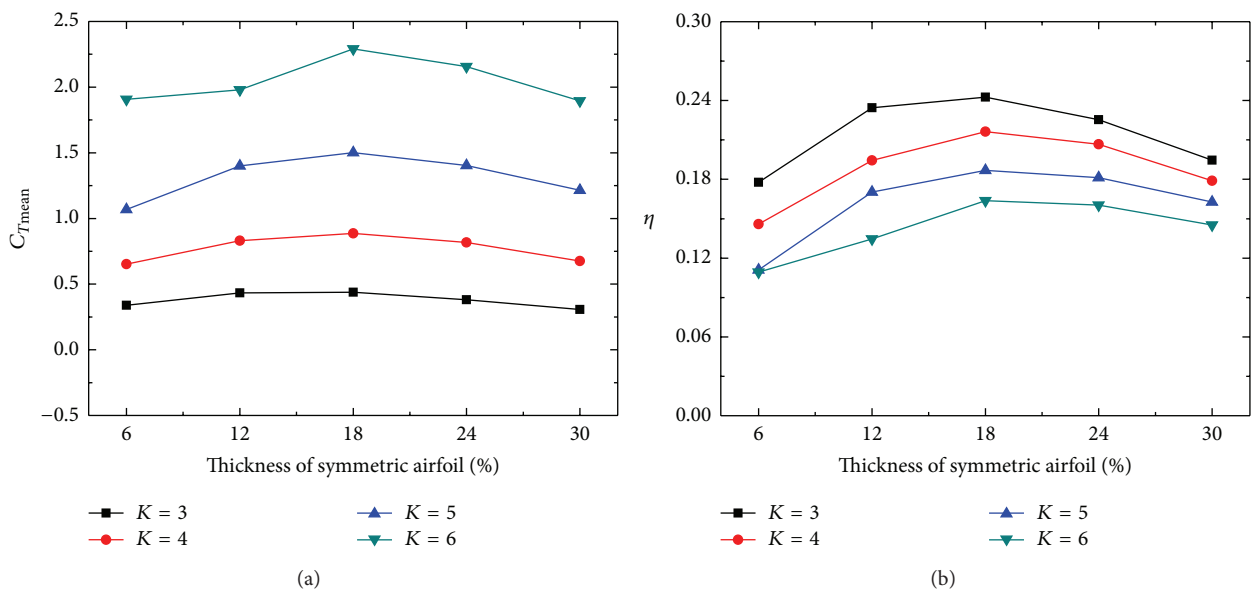 2.5
2.0
1.5
1.0
0.5
0.0
−0.5
C_Tmean
6 12 18 24 30
Thickness of symmetric airfoil (%)
K = 3 K = 5
K = 4 K = 6
(a)
0.30
0.24
0.18
0.12
0.06
0.00
η
6 12 18 24 30
Thickness of symmetric airfoil (%)
K = 3 K = 5
K = 4 K = 6
(b)